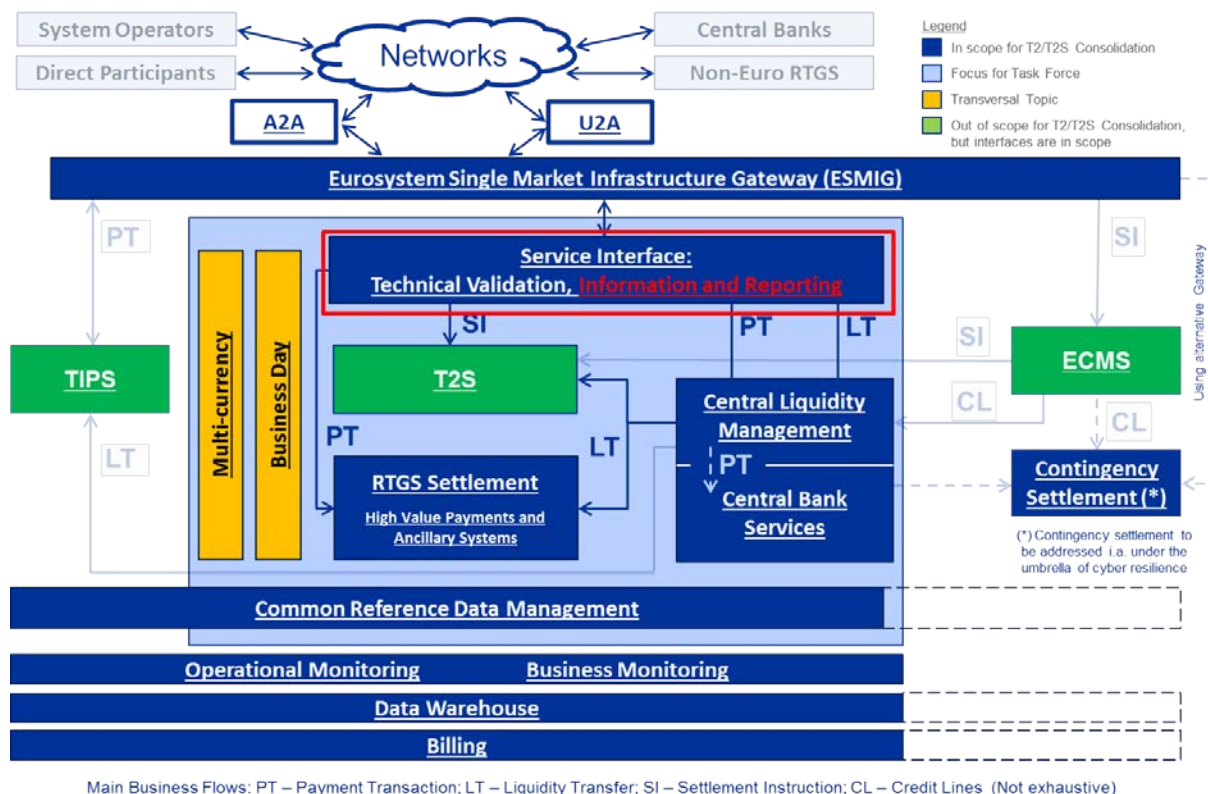 System Operators
Direct Participants
Networks
Central Banks
Non-Euro RTGS
Legend
In scope for T2/T2S Consolidation
Focus for Task Force
Transversal Topic
Out of scope for T2/T2S Consolidation,
but interfaces are in scope
A2A
U2A
Eurosystem Single Market Infrastructure Gateway (ESMIG)
PT
SI
Service Interface:
Technical Validation, Information and Reporting
Using alternative Gateway
Multi-currency
Business Day
SI
PT
LT
SI
TIPS
T2S
ECMS
Central Liquidity
Management
CL
CL
PT
LT
LT
PT
RTGS Settlement
High Value Payments and
Ancillary Systems
Central Bank
Services
Contingency
Settlement (*)
(*) Contingency settlement to
be addressed i.a. under the
umbrella of cyber resilience
Common Reference Data Management
Operational Monitoring
Business Monitoring
Data Warehouse
Billing
Main Business Flows: PT – Payment Transaction; LT – Liquidity Transfer; SI – Settlement Instruction; CL – Credit Lines (Not exhaustive)